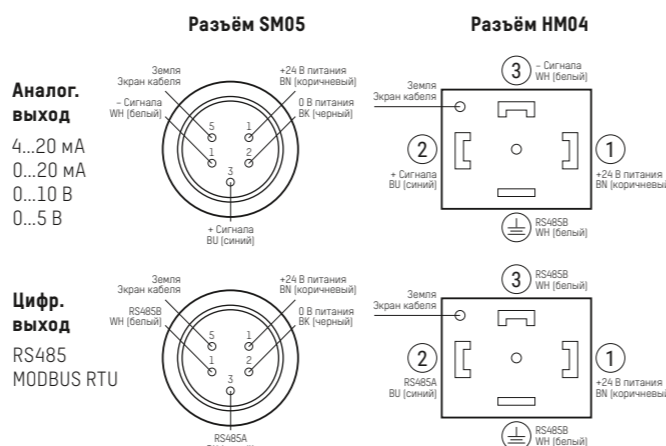 Разъём SM05
Разъём HM04
Аналог.
выход
4...20 мА
0...20 мА
0...10 В
0...5 В
Земля
Экран кабеля
– Сигнала
WH (белый)
+24 В питания
BN (коричневый)
0 В питания
BK (черный)
5
1
1
2
3
+ Сигнала
BU (синий)
3
– Сигнала
WH (белый)
Земля
Экран кабеля
2
+ Сигнала
BU (синий)
1
+24 В питания
BN (коричневый
RS485B
WH (белый)
Цифр.
выход
RS485
MODBUS RTU
Земля
Экран кабеля
RS485B
WH (белый)
+24 В питания
BN (коричневый)
0 В питания
BK (черный)
5
1
1
2
3
RS485A
3
RS485B
WH (белый)
Земля
Экран кабеля
2
RS485A
BU (синий)
1
+24 В питания
BN (коричневый
RS485B
WH (белый)